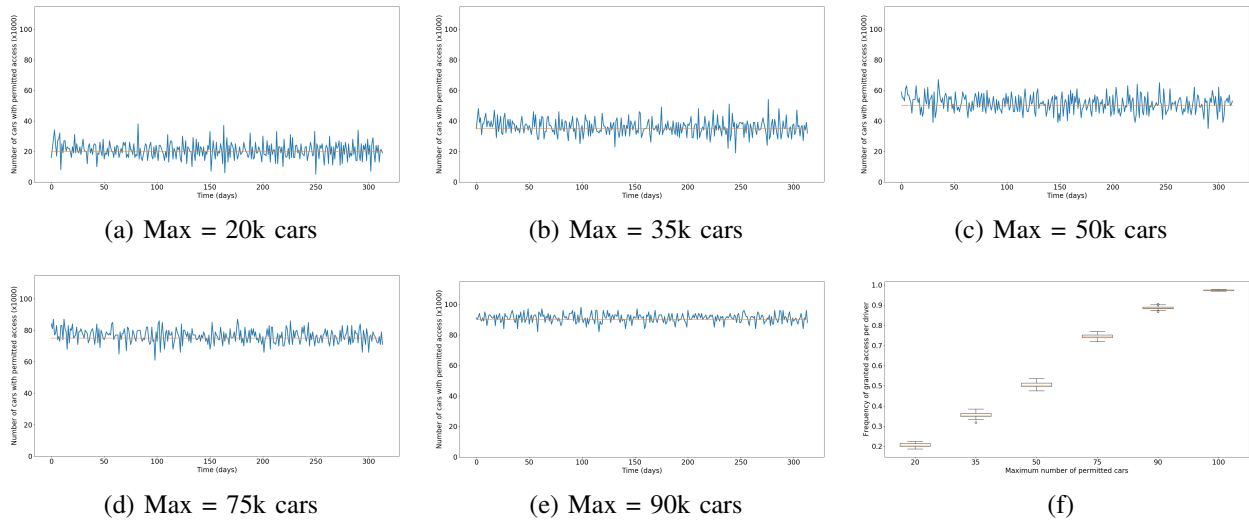 Number of cars with permitted access (x1000)
100
80
60
40
20
0
0 50 100 150 200 250 300
Time (days)
(a) Max = 20k cars
Number of cars with permitted access (x1000)
100
80
60
40
20
0
0 50 100 150 200 250 300
Time (days)
(b) Max = 35k cars
Number of cars with permitted access (x1000)
100
80
60
40
20
0
0 50 100 150 200 250 300
Time (days)
(c) Max = 50k cars
Number of cars with permitted access (x1000)
100
80
60
40
20
0
0 50 100 150 200 250 300
Time (days)
(d) Max = 75k cars
Number of cars with permitted access (x1000)
100
80
60
40
20
0
0 50 100 150 200 250 300
Time (days)
(e) Max = 90k cars
Frequency of granted access per driver
1.0
0.9
0.8
0.7
0.6
0.5
0.4
0.3
0.2
20 35 50 75 90 100
Maximum number of permitted cars
(f)